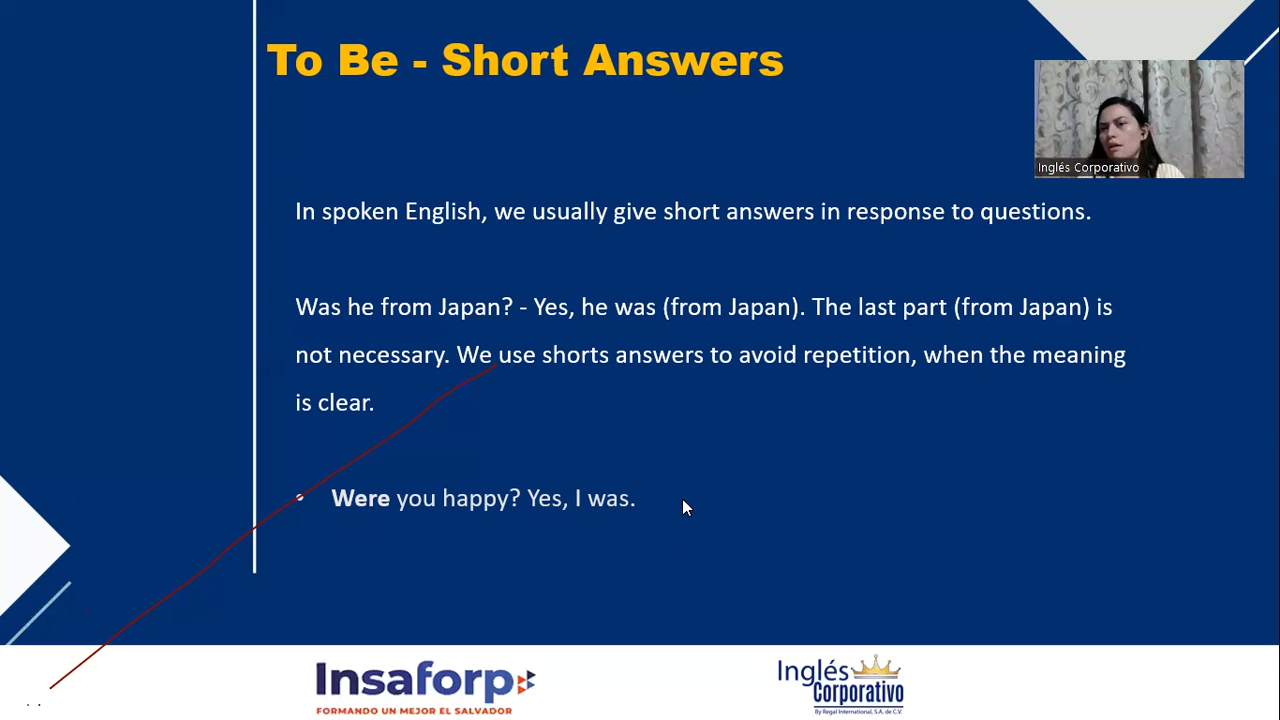 To Be - Short Answers
Inglés Corporativo
In spoken English, we usually give short answers in response to questions.
Was he from Japan? - Yes, he was (from Japan). The last part (from Japan) is
not necessary. We use shorts answers to avoid repetition, when the meaning
is clear.
• Were you happy? Yes, I was.
Insaforp
FORMANDO UN MEJOR EL SALVADOR
Inglés
Corporativo
By Regal International, S.A. de C.V.